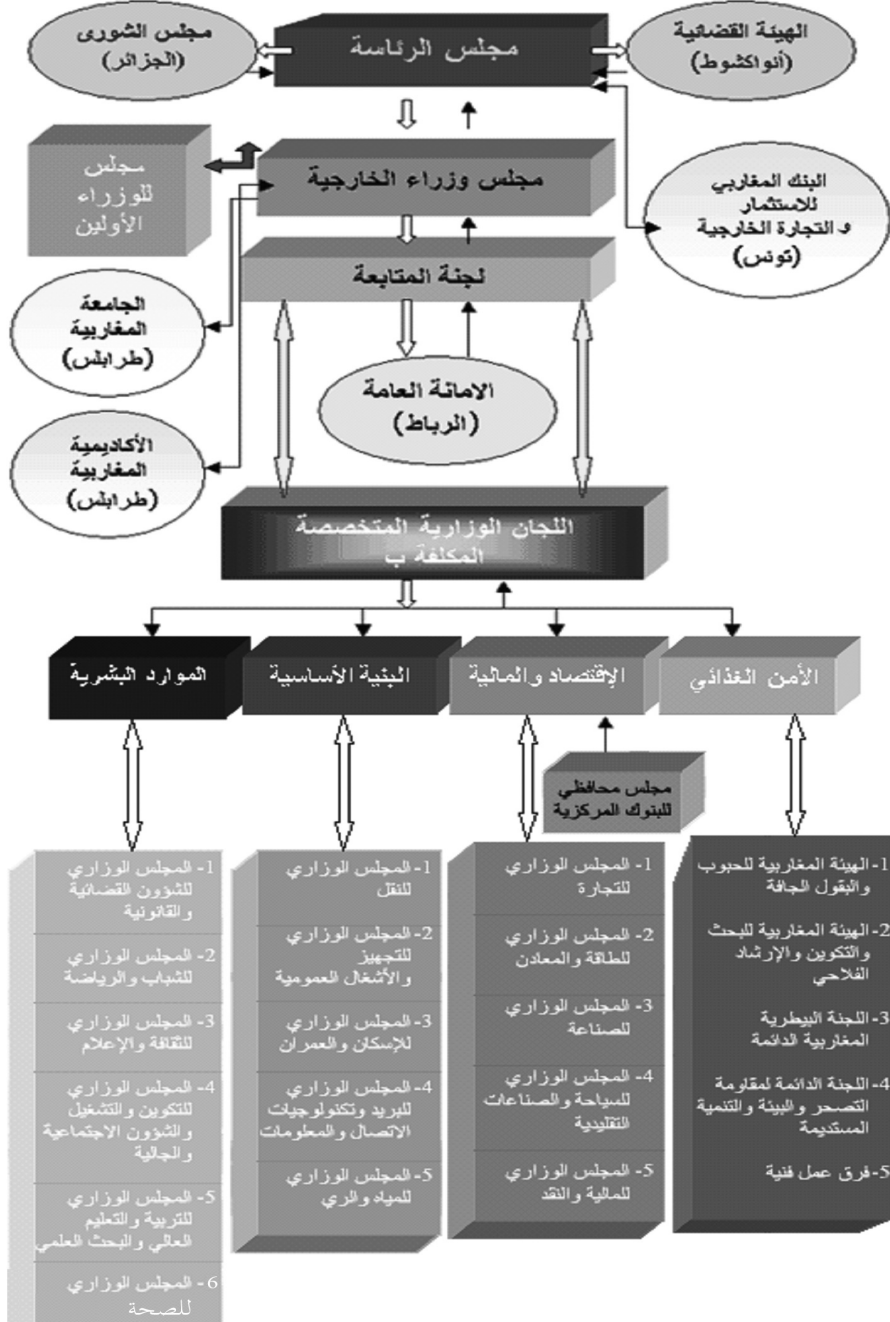 الهيئة القضائية
(أنواكشوط)
مجلس الرئاسة
مجلس الشورى
(الجزائر)
مجلس وزراء الخارجية
مجلس
للوزراء
الأولين
البنك المغاربي
للاستثمار
و التجارة الخارجية
(تونس)
لجنة المتابعة
الجامعة
المغاربية
(طرابلس)
الامانة العامة
(الرباط)
الأكاديمية
المغاربية
(طرابلس)
اللجان الوزارية المتخصصة
المكلفة ب
الأمن الغذائي
الإقتصاد والمالية
البنية الأساسية
الموارد البشرية
مجلس محافظي
للبنوك المركزية
1- الهيئة المغاربية للحبوب
والبقول الجافة
2- الهيئة المغاربية للبحث
والتكوين والإرشاد
الفلاحي
3- اللجنة البيطرية
المغاربية الدائمة
4- اللجنة الدائمة لمقاومة
التصحر والبيئة والتنمية
المستديمة
5- فرق عمل فنية
1- المجلس الوزاري
للتجارة
2- المجلس الوزاري
للطاقة والمعادن
3- المجلس الوزاري
للصناعة
4- المجلس الوزاري
للسياحة والصناعات
التقليدية
5- المجلس الوزاري
للمالية والنقد
1- المجلس الوزاري
للنقل
2- المجلس الوزاري
للتجهيز
والأشغال العمومية
3- المجلس الوزاري
للإسكان والعمران
4- المجلس الوزاري
للبريد وتكنولوجيات
الاتصال والمعلومات
5- المجلس الوزاري
للمياه والري
1- المجلس الوزاري
للشؤون القضائية
والقانونية
2- المجلس الوزاري
للشباب والرياضة
3- المجلس الوزاري
للثقافة والإعلام
4- المجلس الوزاري
للتكوين والتشغيل
والشؤون الاجتماعية
والجالية
5- المجلس الوزاري
للتربية والتعليم
العالي والبحث العلمي
6- المجلس الوزاري
للصحة